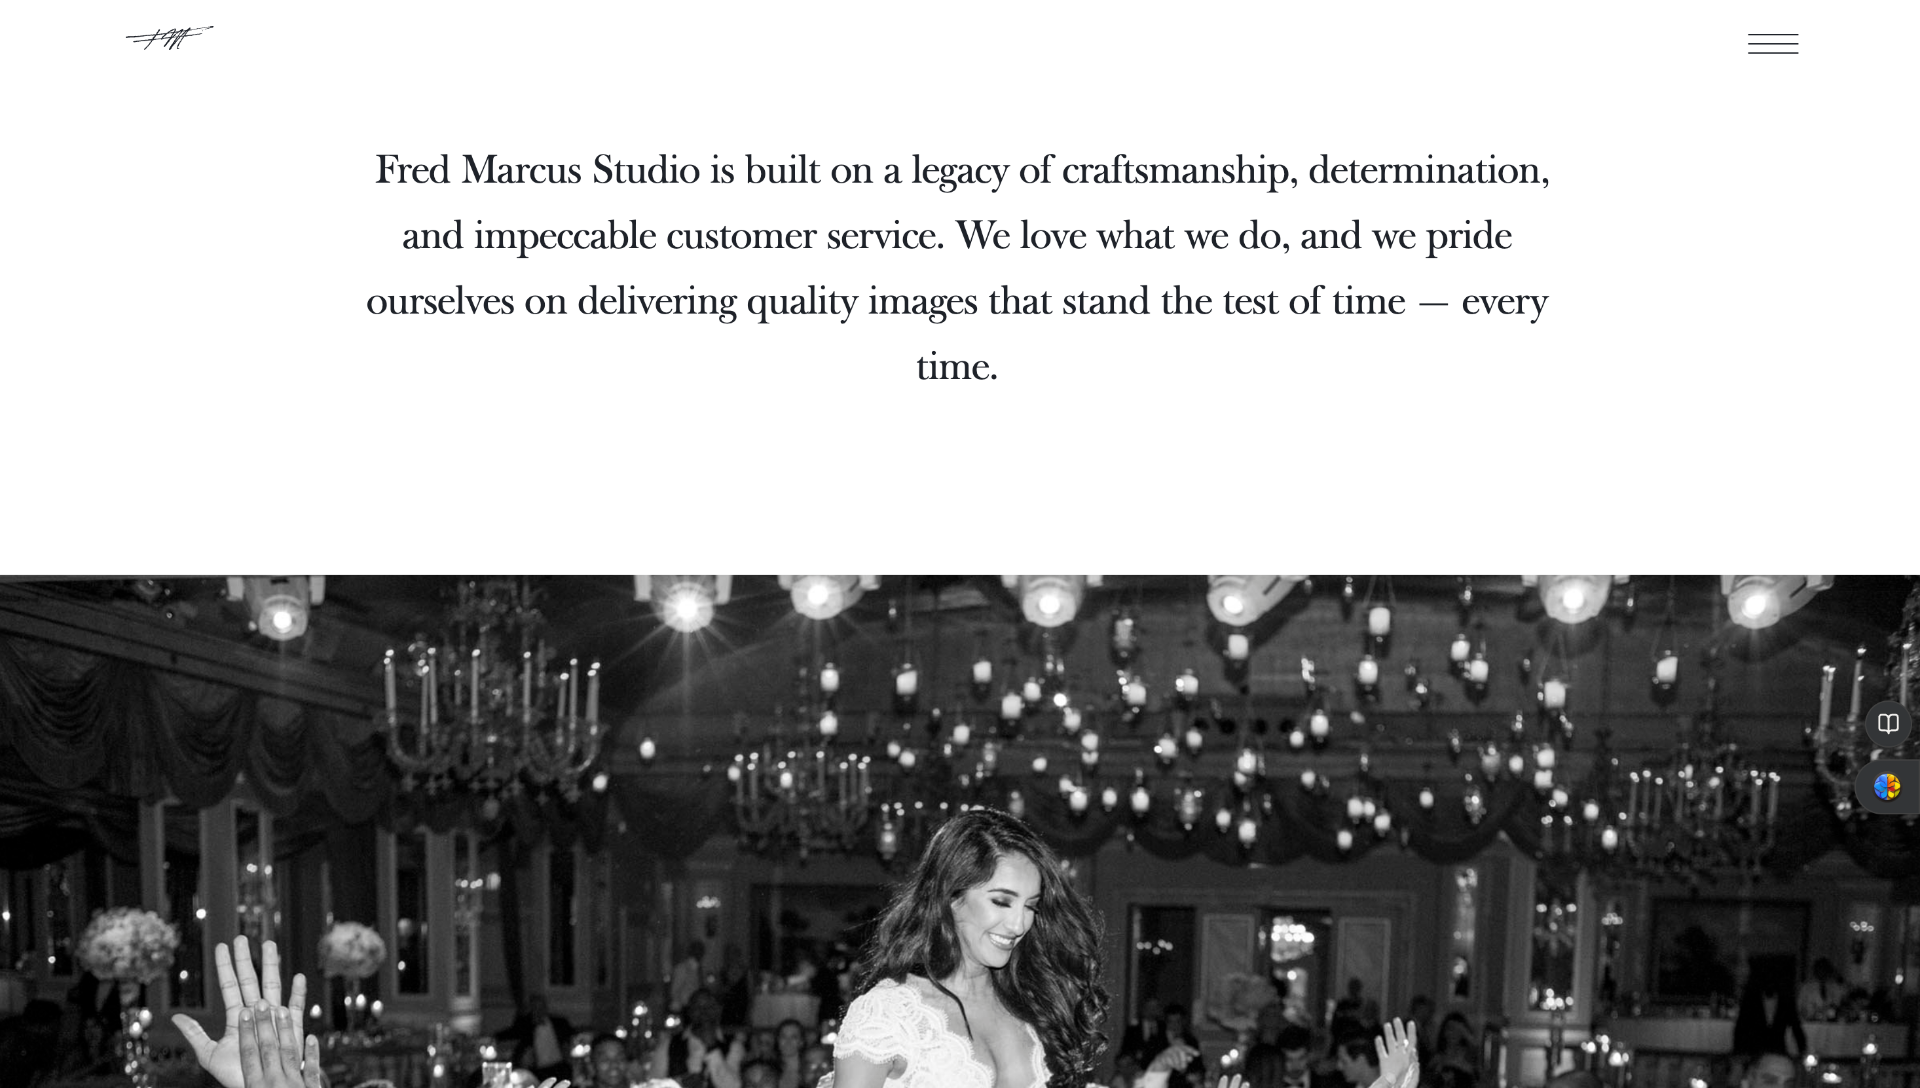 FM
Fred Marcus Studio is built on a legacy of craftsmanship, determination,
and impeccable customer service. We love what we do, and we pride
ourselves on delivering quality images that stand the test of time — every
time.